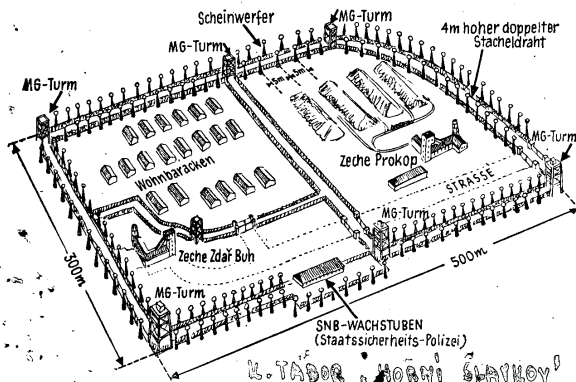 Scheinwerfer
MG-Turm
MG-Turm
4m hoher doppelter
Stacheldraht
MG-Turm
5m
5m
Zeche Prokop
MG-Turm
Wohnbaracken
STRASSE
MG-Turm
Zeche Zdař Bůh
300m
500m
MG-Turm
SNB-WACHSTUBEN
(Staatssicherheits-Polizei)
K. TÁBOR, HORNÍ SLAVKOV